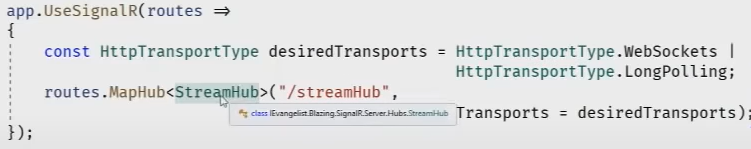 app.UseSignalR(routes ⇒
{
const HttpTransportType desiredTransports = HttpTransportType.WebSockets |
HttpTransportType.LongPolling;
routes.MapHub<StreamHub>("/streamHub",
class IEvangelist.Blazing.SignalR.Server.Hubs.StreamHub
Transports = desiredTransports);
});